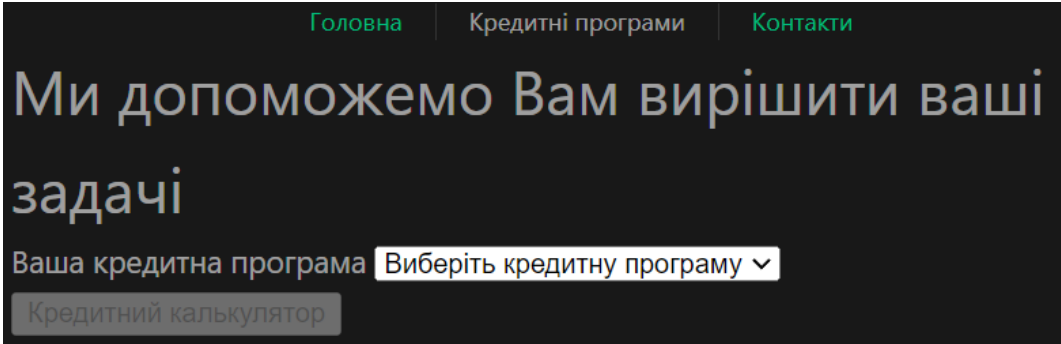 Головна Кредитні програми Контакти
Ми допоможемо Вам вирішити ваші
задачі
Ваша кредитна програма Виберіть кредитну програму
Кредитний калькулятор